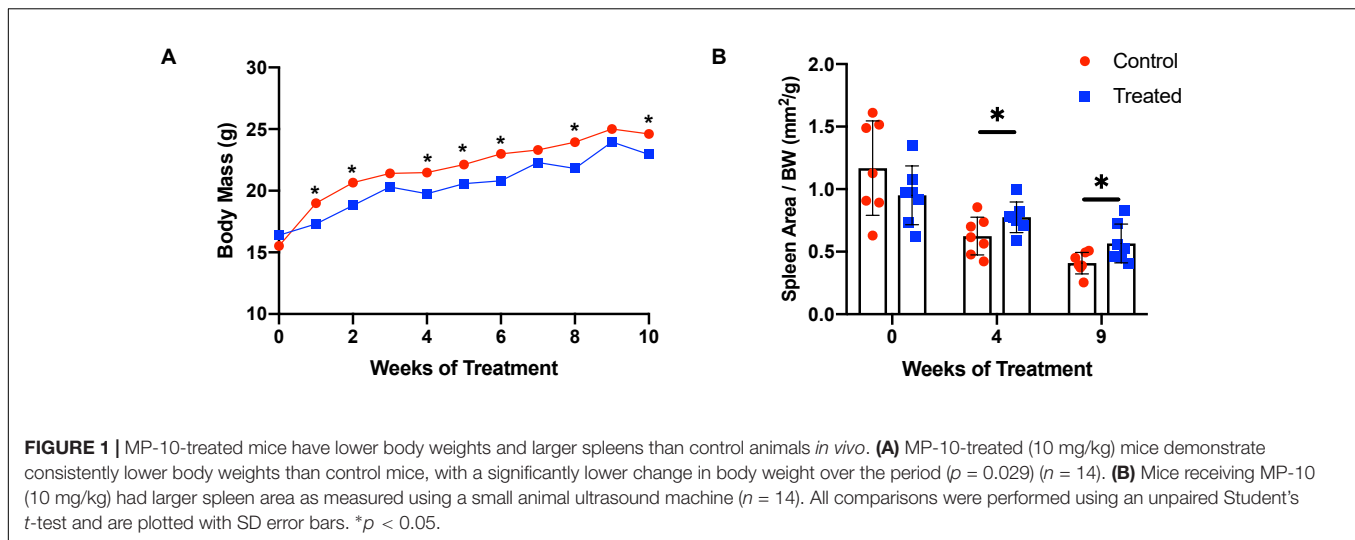 A
B
30
25
20
15
10
Body Mass (g)
* * * * * * *
0 2 4 6 8 10
Weeks of Treatment
2.0
1.5
1.0
0.5
0.0
Spleen Area / BW (mm²/g)
Control
Treated
* *
0 4 9
Weeks of Treatment
FIGURE 1 | MP-10-treated mice have lower body weights and larger spleens than control animals in vivo. (A) MP-10-treated (10 mg/kg) mice demonstrate
consistently lower body weights than control mice, with a significantly lower change in body weight over the period (p = 0.029) (n = 14). (B) Mice receiving MP-10
(10 mg/kg) had larger spleen area as measured using a small animal ultrasound machine (n = 14). All comparisons were performed using an unpaired Student’s
t-test and are plotted with SD error bars. *p < 0.05.